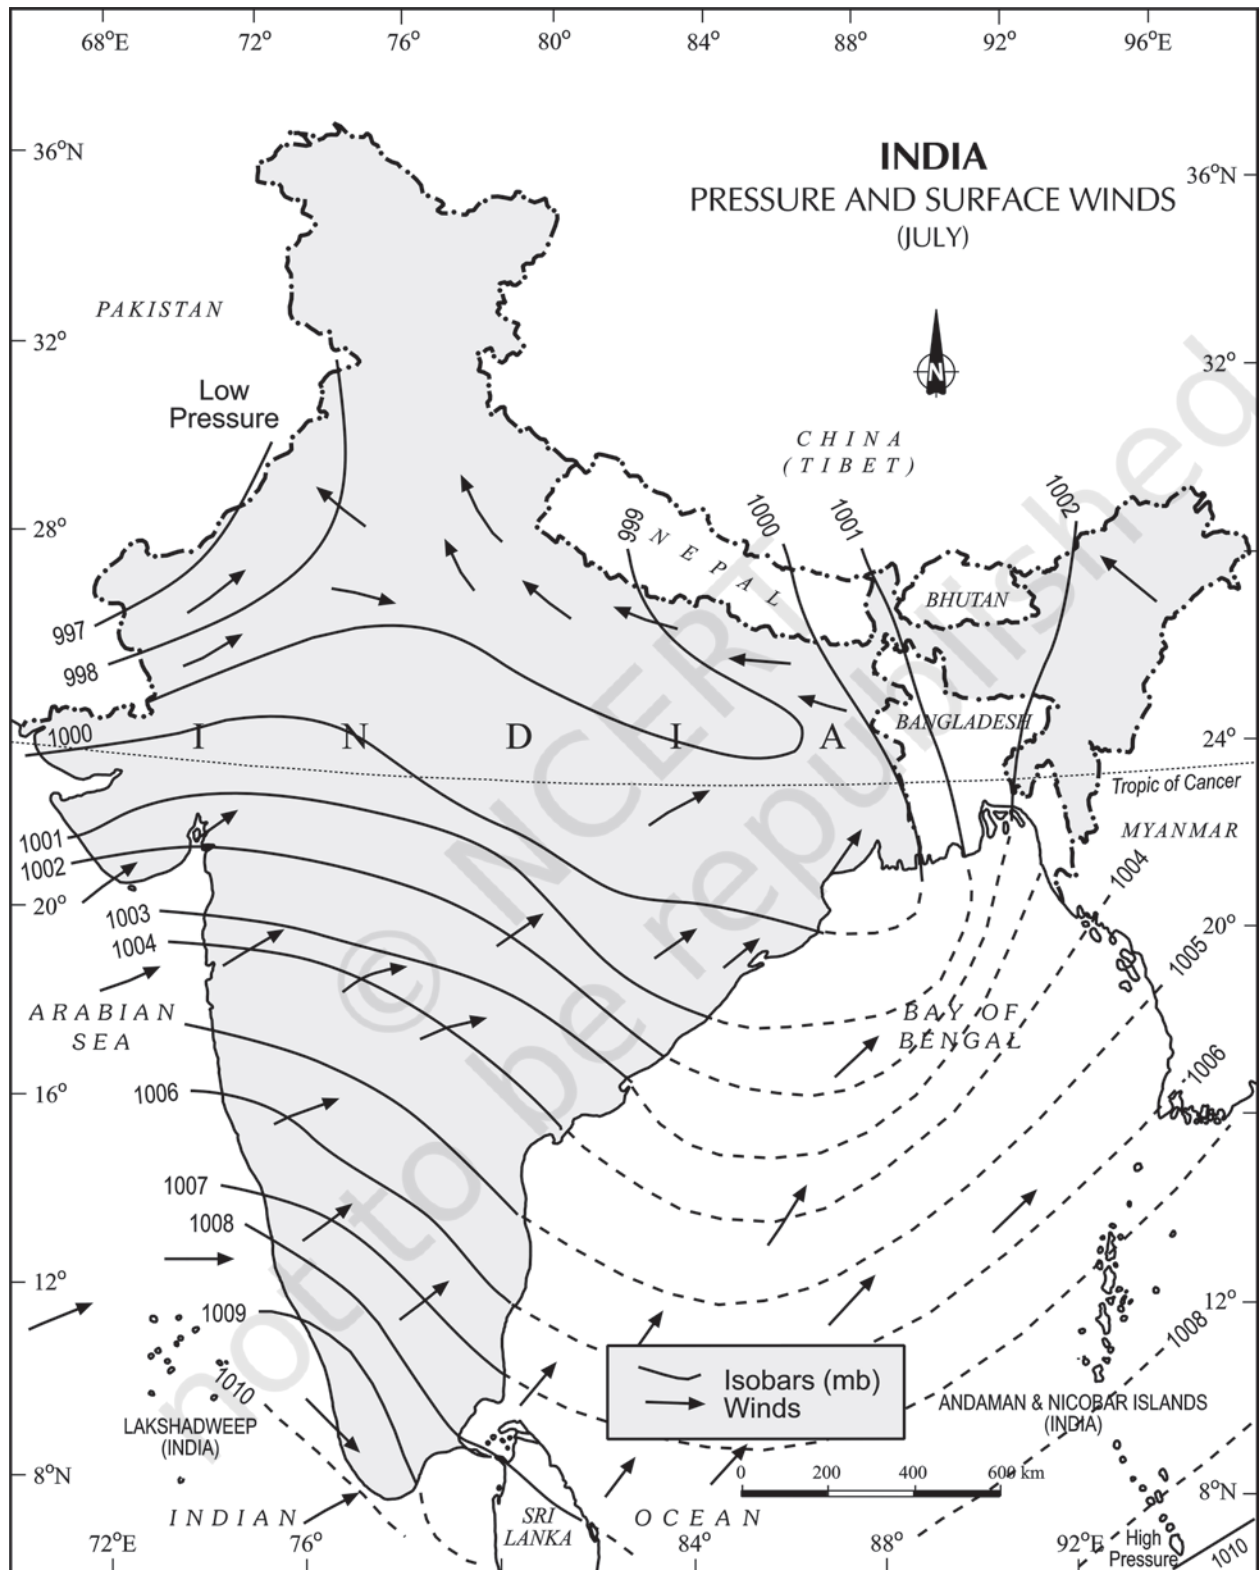 68°E 72° 76° 80° 84° 88° 92° 96°E
36°N
INDIA
PRESSURE AND SURFACE WINDS
(JULY)
36°N
PAKISTAN
32°
N
32°
Low
Pressure
CHINA
(TIBET)
1000
1001
1002
999
NEPAL
28°
BHUTAN
997
998
1000
I N D I A
BANGLADESH
24°
Tropic of Cancer
MYANMAR
1001
1002
1004
20°
1003
20°
1004
1005
ARABIAN
SEA
BAY OF
BENGAL
1006
16°
1006
1007
1008
12°
12°
1009
1008
1010
Isobars (mb)
Winds
LAKSHADWEEP
(INDIA)
ANDAMAN & NICOBAR ISLANDS
(INDIA)
8°N
0 200 400 600 km
8°N
INDIAN
SRI
LANKA
OCEAN
High
Pressure
1010
72°E 76° 84° 88° 92°E
© NCERT
not to be republished